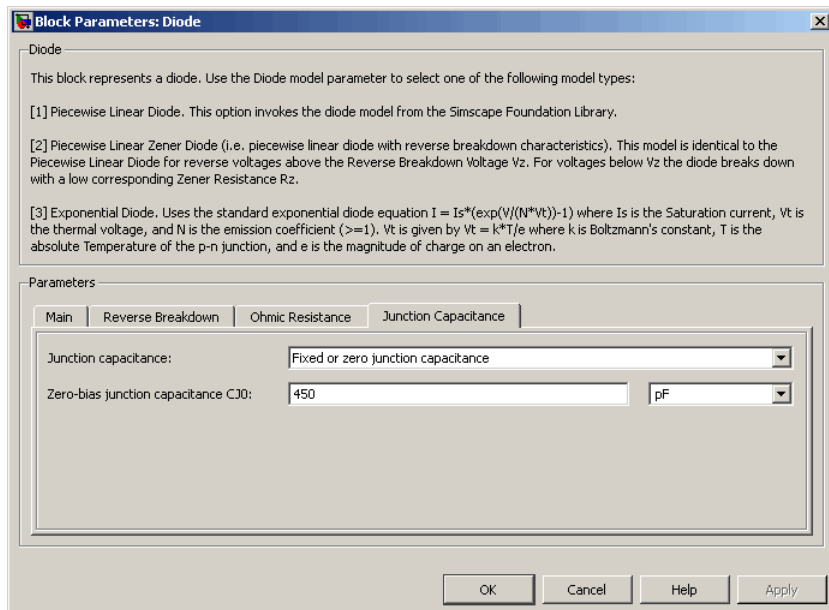 Block Parameters: Diode
Diode
This block represents a diode. Use the Diode model parameter to select one of the following model types:
[1] Piecewise Linear Diode. This option invokes the diode model from the Simscape Foundation Library.
[2] Piecewise Linear Zener Diode (i.e. piecewise linear diode with reverse breakdown characteristics). This model is identical to the
Piecewise Linear Diode for reverse voltages above the Reverse Breakdown Voltage Vz. For voltages below Vz the diode breaks down
with a low corresponding Zener Resistance Rz.
[3] Exponential Diode. Uses the standard exponential diode equation I = Is*(exp(V/(N*Vt))-1) where Is is the Saturation current, Vt is
the thermal voltage, and N is the emission coefficient (>=1). Vt is given by Vt = k*T/e where k is Boltzmann's constant, T is the
absolute Temperature of the p-n junction, and e is the magnitude of charge on an electron.
Parameters
Main Reverse Breakdown Ohmic Resistance Junction Capacitance
Junction capacitance: Fixed or zero junction capacitance
Zero-bias junction capacitance CJ0: 450 pF
OK Cancel Help Apply